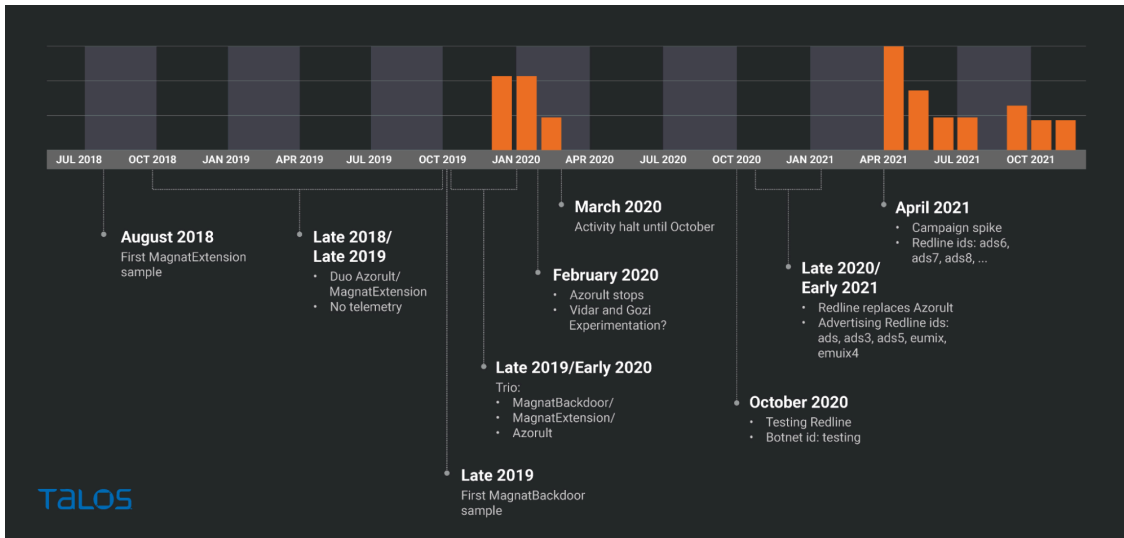 JUL 2018 OCT 2018 JAN 2019 APR 2019 JUL 2019 OCT 2019 JAN 2020 APR 2020 JUL 2020 OCT 2020 JAN 2021 APR 2021 JUL 2021 OCT 2021
August 2018
First MagnatExtension
sample
Late 2018/
Late 2019
• Duo Azorult/
MagnatExtension
• No telemetry
Late 2019
First MagnatBackdoor
sample
Late 2019/Early 2020
Trio:
• MagnatBackdoor/
• MagnatExtension/
• Azorult
February 2020
• Azorult stops
• Vidar and Gozi
Experimentation?
March 2020
Activity halt until October
October 2020
• Testing Redline
• Botnet id: testing
Late 2020/
Early 2021
• Redline replaces Azorult
• Advertising Redline ids:
ads, ads3, ads5, eumix,
emuix4
April 2021
• Campaign spike
• Redline ids: ads6,
ads7, ads8, ...
TALOS